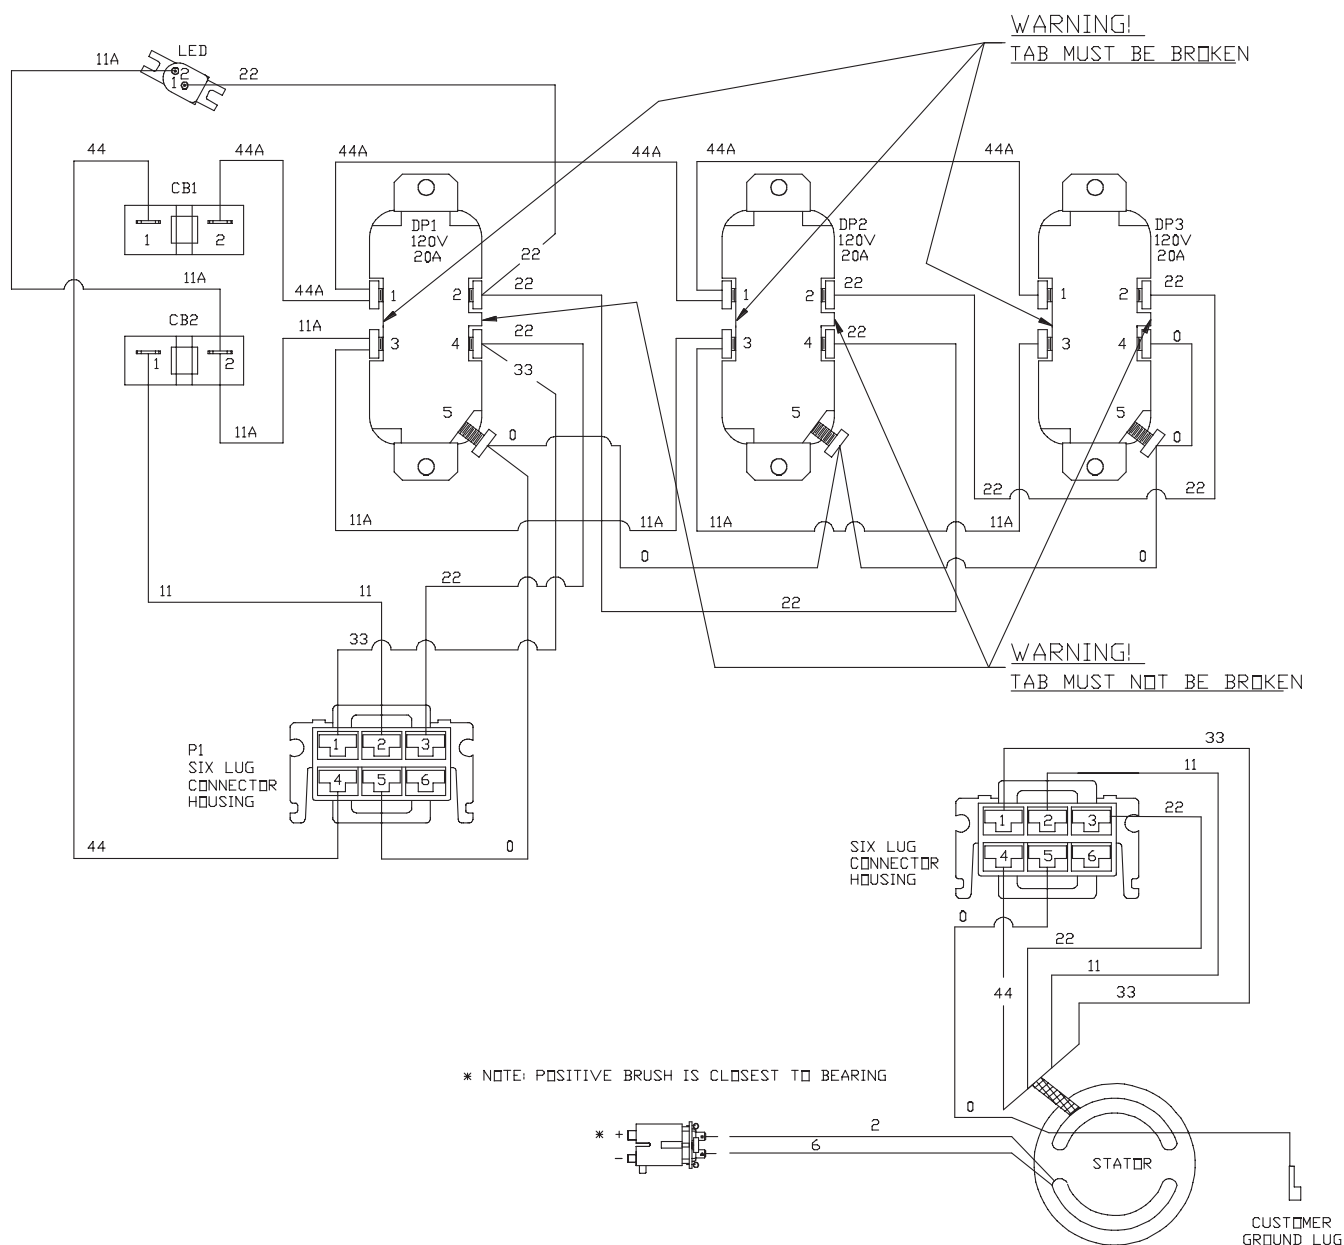 WARNING!
TAB MUST BE BROKEN
LED
11A
2
1
22
44
44A
44A
44A
44A
44A
CB1
1
2
DP1
120V
20A
DP2
120V
20A
DP3
120V
20A
22
11A
44A
1
2
22
1
2
22
1
2
22
CB2
1
2
11A
3
4
22
33
3
4
22
3
4
0
11A
5
0
5
5
0
11A
11A
11A
11A
22
22
0
0
11
11
22
22
33
WARNING!
TAB MUST NOT BE BROKEN
P1
SIX LUG
CONNECTOR
HOUSING
1
2
3
4
5
6
44
0
33
11
22
SIX LUG
CONNECTOR
HOUSING
1
2
3
4
5
6
0
22
11
44
33
* NOTE: POSITIVE BRUSH IS CLOSEST TO BEARING
0
* +
-
2
6
STATOR
CUSTOMER
GROUND LUG